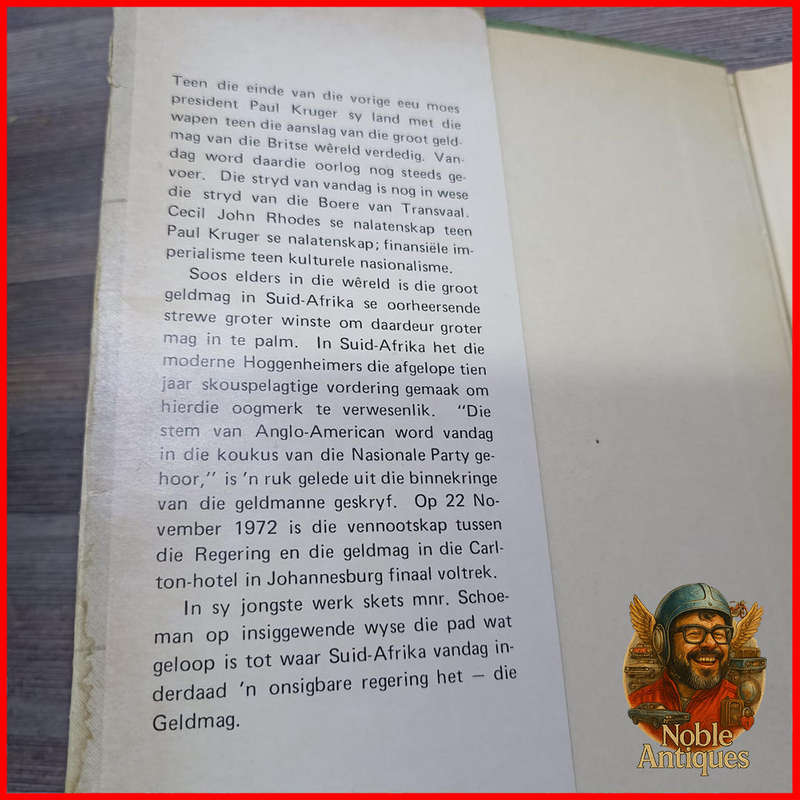 Teen die einde van die vorige eeu moes
president Paul Kruger sy land met die
wapen teen die aanslag van die groot geld-
mag van die Britse wêreld verdedig. Van-
dag word daardie oorlog nog steeds ge-
voer. Die stryd van vandag is nog in wese
die stryd van die Boere van Transvaal.
Cecil John Rhodes se nalatenskap teen
Paul Kruger se nalatenskap; finansiële im-
perialisme teen kulturele nasionalisme.
Soos elders in die wêreld is die groot
geldmag in Suid-Afrika se oorheersende
strewe groter winste om daardeur groter
mag in te palm. In Suid-Afrika het die
moderne Hoggenheimers die afgelope tien
jaar skouspelagtige vordering gemaak om
hierdie oogmerk te verwesenlik. "Die
stem van Anglo-American word vandag
in die koukus van die Nasionale Party ge-
hoor," is 'n ruk gelede uit die binnekringe
van die geldmanne geskryf. Op 22 No-
vember 1972 is die vennootskap tussen
die Regering en die geldmag in die Carl-
ton-hotel in Johannesburg finaal voltrek.
In sy jongste werk skets mnr. Schoe-
man op insiggewende wyse die pad wat
geloop is tot waar Suid-Afrika vandag in-
derdaad 'n onsigbare regering het – die
Geldmag.
Noble
Antiques